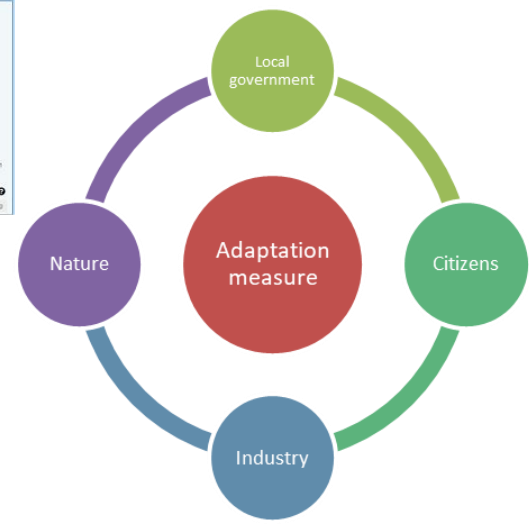 Local
government
Nature
Adaptation
measure
Citizens
Industry